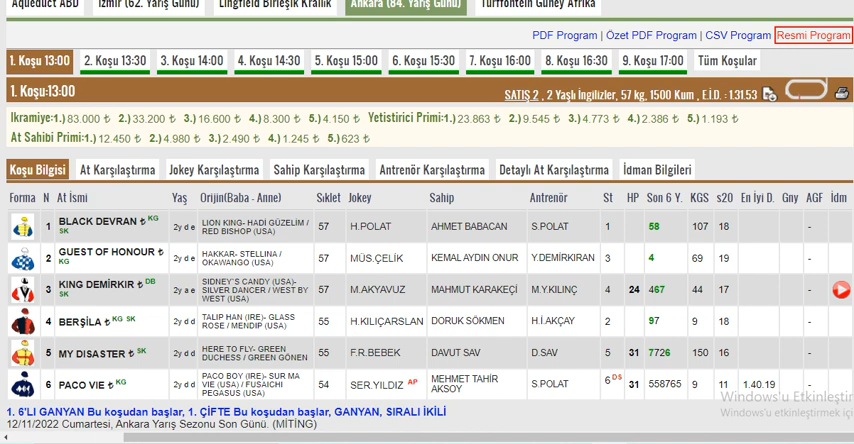 Aqueduct ABD İzmir (62. Yarış Günü) Lingfield Birleşik Krallık Ankara (84. Yarış Günü) Turffontein Güney Afrika
PDF Program | Özet PDF Program | CSV Program Resmi Program
1. Koşu 13:00 2. Koşu 13:30 3. Koşu 14:00 4. Koşu 14:30 5. Koşu 15:00 6. Koşu 15:30 7. Koşu 16:00 8. Koşu 16:30 9. Koşu 17:00 Tüm Koşular
1. Koşu:13:00 SATIŞ 2 , 2 Yaşlı İngilizler, 57 kg, 1500 Kum , E.İ.D. : 1.31.53
Ikramiye:1.) 83.000 ₺ 2.) 33.200 ₺ 3.) 16.600 ₺ 4.) 8.300 ₺ 5.) 4.150 ₺ Yetistirici Primi:1.) 23.863 ₺ 2.) 9.545 ₺ 3.) 4.773 ₺ 4.) 2.386 ₺ 5.) 1.193 ₺
At Sahibi Primi:1.) 12.450 ₺ 2.) 4.980 ₺ 3.) 2.490 ₺ 4.) 1.245 ₺ 5.) 623 ₺
Koşu Bilgisi At Karşılaştırma Jokey Karşılaştırma Sahip Karşılaştırma Antrenör Karşılaştırma Detaylı At Karşılaştırma İdman Bilgileri
Forma N At İsmi Yaş Orijin(Baba - Anne) Sıklet Jokey Sahip Antrenör St HP Son 6 Y. KGS s20 En İyi D. Gny AGF İdm
1 BLACK DEVRAN ₺ KG SK 2y d e LION KING- HADİ GÜZELİM / RED BISHOP (USA) 57 H.POLAT AHMET BABACAN S.POLAT 1 58 107 18 -
2 GUEST OF HONOUR ₺ KG 2y d e HAKKAR- STELLINA / OKAWANGO (USA) 57 MÜS.ÇELİK KEMAL AYDIN ONUR Y.DEMİRKIRAN 3 4 69 19 -
3 KING DEMİRKIR ₺ DB SK 2y a e SIDNEY'S CANDY (USA)- SILVER DANCER / WEST BY WEST (USA) 57 M.AKYAVUZ MAHMUT KARAKEÇİ M.Y.KILINÇ 4 24 467 44 17 -
4 BERŞİLA ₺ KG SK 2y d d TALIP HAN (IRE)- GLASS ROSE / MENDIP (USA) 55 H.KILIÇARSLAN DORUK SÖKMEN H.İ.AKÇAY 2 97 9 18 -
5 MY DISASTER ₺ SK 2y d d HERE TO FLY- GREEN DUCHESS / GREEN GÖNEN 55 F.R.BEBEK DAVUT SAV D.SAV 5 31 7726 150 16 -
6 PACO VIE ₺ KG 2y d d PACO BOY (IRE)- SUR MA VIE (USA) / FUSAICHI PEGASUS (USA) 54 SER.YILDIZ AP MEHMET TAHİR AKSOY S.POLAT 6 DS 31 558765 9 11 1.40.19 -
Windows'u Etkinleştir
1. 6'LI GANYAN Bu koşudan başlar, 1. ÇİFTE Bu koşudan başlar, GANYAN, SIRALI İKİLİ
Windows'u etkinleştirmek iç
12/11/2022 Cumartesi, Ankara Yarış Sezonu Son Günü. (MİTİNG)